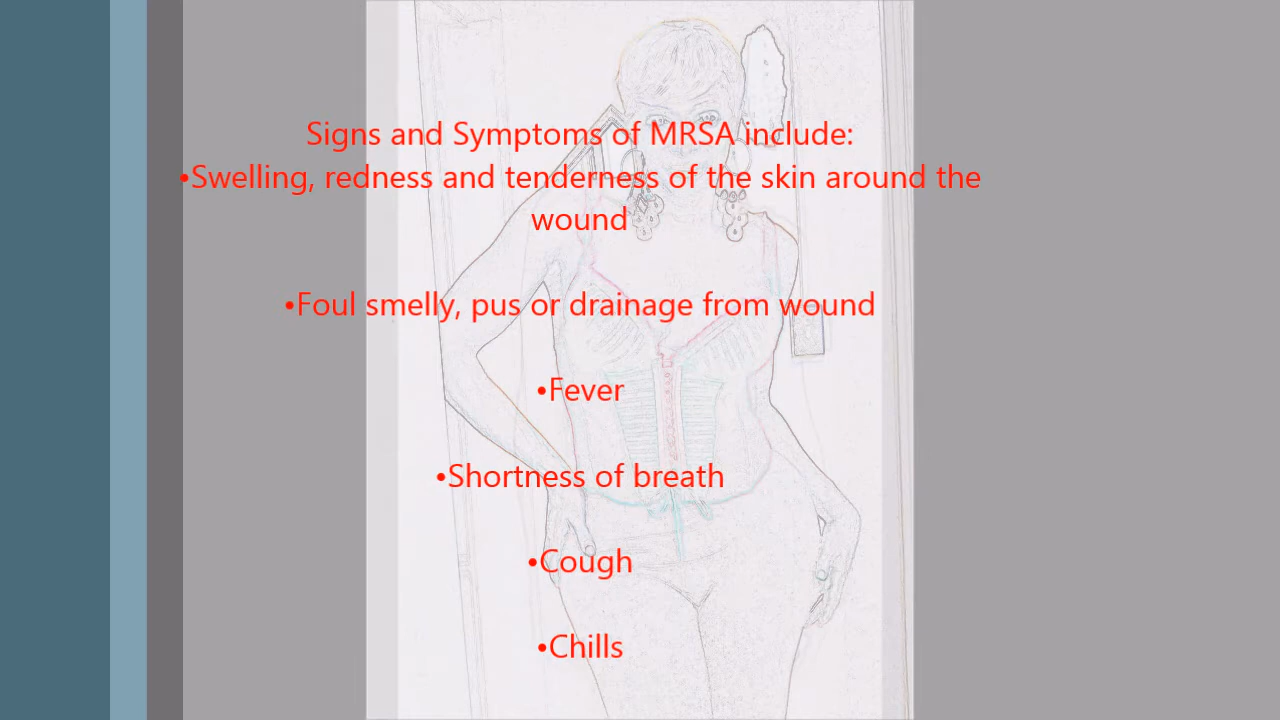 Signs and Symptoms of MRSA include:
•Swelling, redness and tenderness of the skin around the
wound
•Foul smelly, pus or drainage from wound
•Fever
•Shortness of breath
•Cough
•Chills